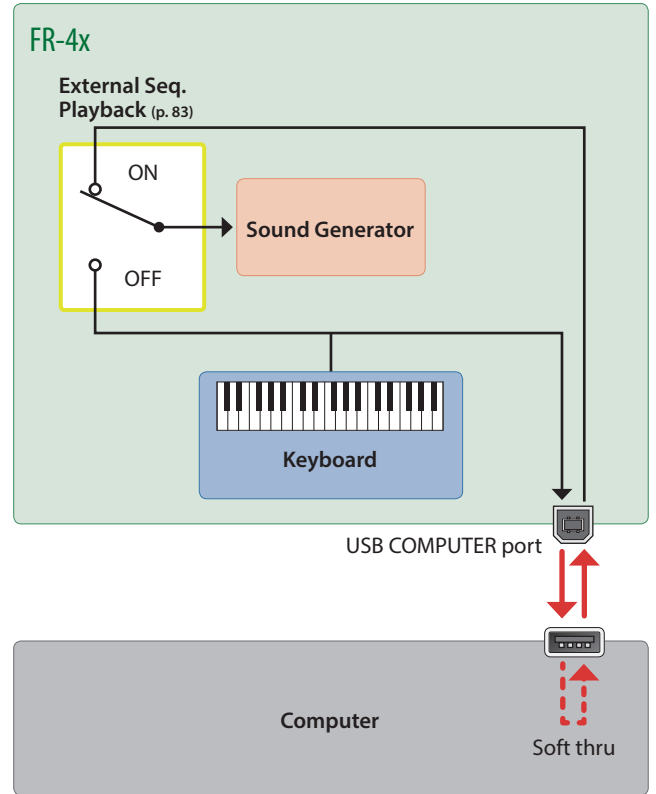 FR-4x
External Seq.
Playback (p. 83)
ON
Sound Generator
OFF
Keyboard
USB COMPUTER port
Computer
Soft thru